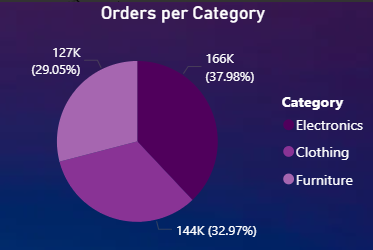 Orders per Category
127K
(29.05%)
166K
(37.98%)
Category
Electronics
Clothing
Furniture
144K (32.97%)